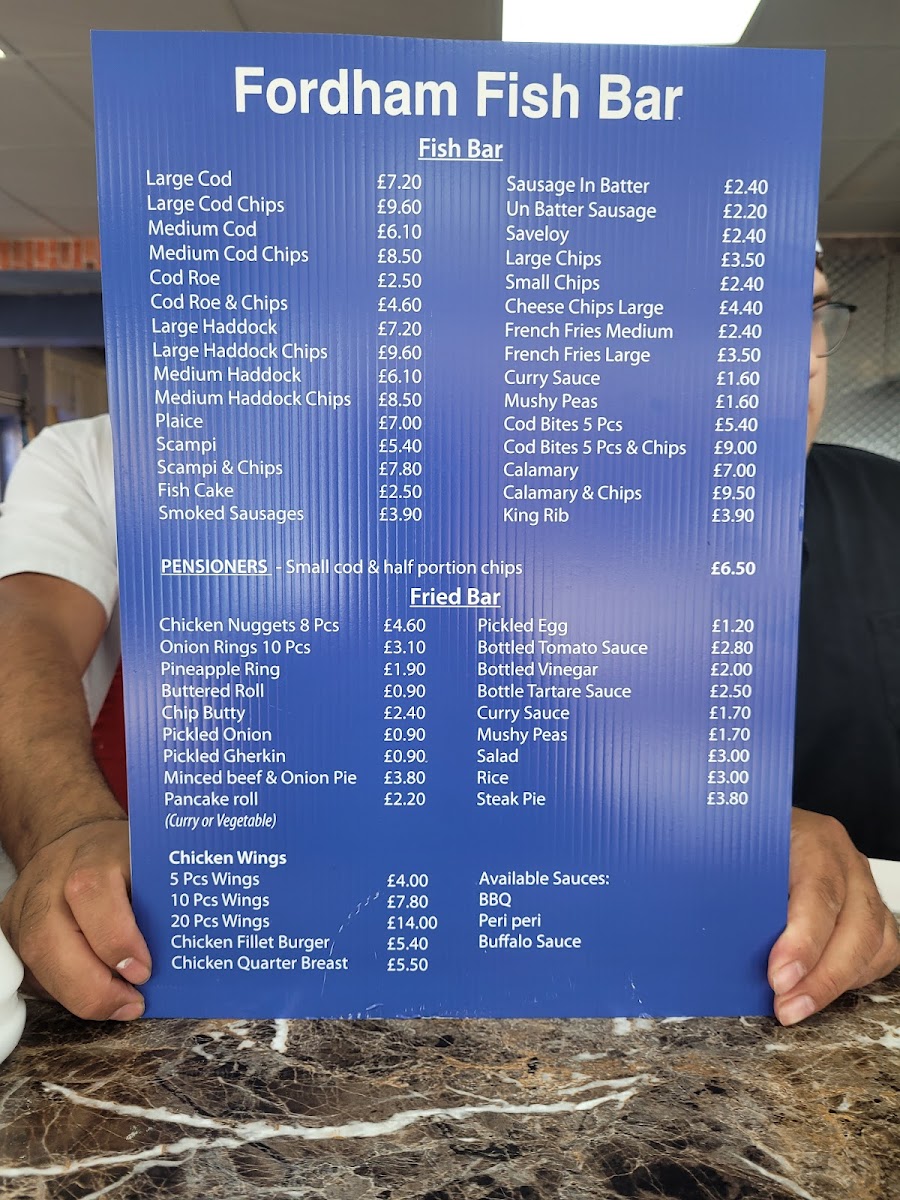 Fordham Fish Bar
Fish Bar
Large Cod £7.20
Large Cod Chips £9.60
Medium Cod £6.10
Medium Cod Chips £8.50
Cod Roe £2.50
Cod Roe & Chips £4.60
Large Haddock £7.20
Large Haddock Chips £9.60
Medium Haddock £6.10
Medium Haddock Chips £8.50
Plaice £7.00
Scampi £5.40
Scampi & Chips £7.80
Fish Cake £2.50
Smoked Sausages £3.90
Sausage In Batter £2.40
Un Batter Sausage £2.20
Saveloy £2.40
Large Chips £3.50
Small Chips £2.40
Cheese Chips Large £4.40
French Fries Medium £2.40
French Fries Large £3.50
Curry Sauce £1.60
Mushy Peas £1.60
Cod Bites 5 Pcs £5.40
Cod Bites 5 Pcs & Chips £9.00
Calamary £7.00
Calamary & Chips £9.50
King Rib £3.90
PENSIONERS - Small cod & half portion chips £6.50
Fried Bar
Chicken Nuggets 8 Pcs £4.60
Onion Rings 10 Pcs £3.10
Pineapple Ring £1.90
Buttered Roll £0.90
Chip Butty £2.40
Pickled Onion £0.90
Pickled Gherkin £0.90
Minced beef & Onion Pie £3.80
Pancake roll £2.20
(Curry or Vegetable)
Pickled Egg £1.20
Bottled Tomato Sauce £2.80
Bottled Vinegar £2.00
Bottle Tartare Sauce £2.50
Curry Sauce £1.70
Mushy Peas £1.70
Salad £3.00
Rice £3.00
Steak Pie £3.80
Chicken Wings
5 Pcs Wings £4.00
10 Pcs Wings £7.80
20 Pcs Wings £14.00
Chicken Fillet Burger £5.40
Chicken Quarter Breast £5.50
Available Sauces:
BBQ
Peri peri
Buffalo Sauce